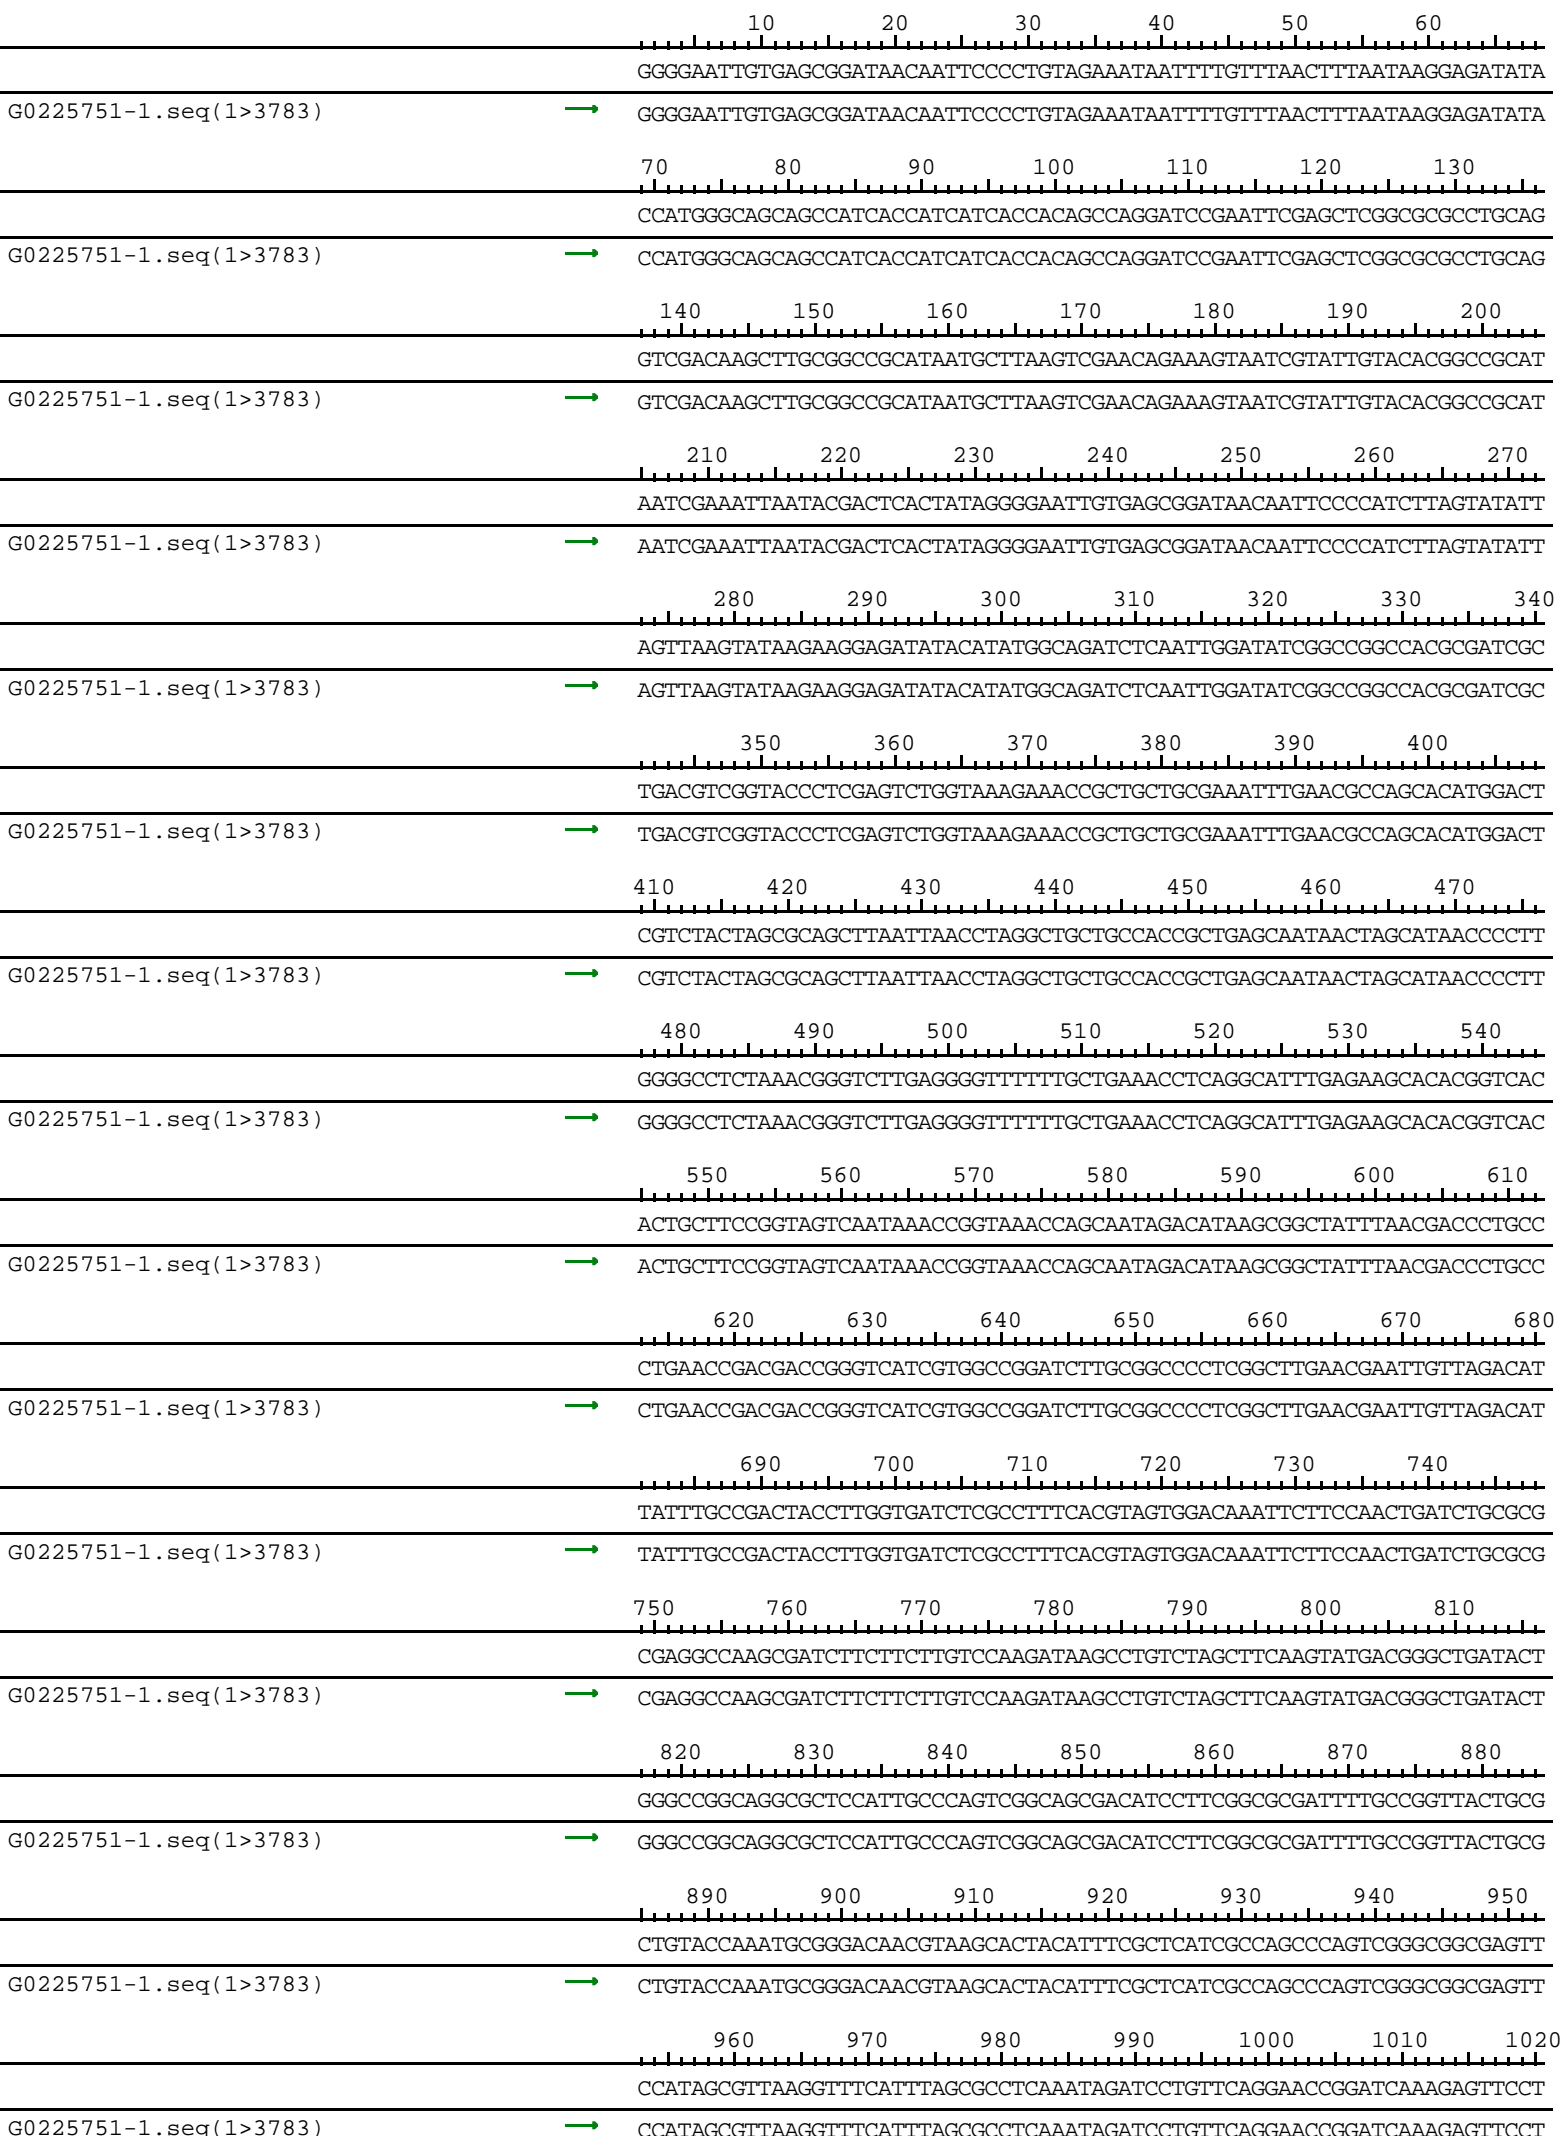 10 20 30 40 50 60
GGGGAATTGTGAGCGGATAACAATTCCCCTGTAGAAATAATTTTGTTTAACTTTAATAAGGAGATATA
G0225751-1.seq(1>3783) GGGGAATTGTGAGCGGATAACAATTCCCCTGTAGAAATAATTTTGTTTAACTTTAATAAGGAGATATA
70 80 90 100 110 120 130
CCATGGGCAGCAGCCATCACCATCATCACCACAGCCAGGATCCGAATTCGAGCTCGGCGCGCCTGCAG
G0225751-1.seq(1>3783) CCATGGGCAGCAGCCATCACCATCATCACCACAGCCAGGATCCGAATTCGAGCTCGGCGCGCCTGCAG
140 150 160 170 180 190 200
GTCGACAAGCTTGCGGCCGCATAATGCTTAAGTCGAACAGAAAGTAATCGTATTGTACACGGCCGCAT
G0225751-1.seq(1>3783) GTCGACAAGCTTGCGGCCGCATAATGCTTAAGTCGAACAGAAAGTAATCGTATTGTACACGGCCGCAT
210 220 230 240 250 260 270
AATCGAAATTAATACGACTCACTATAGGGGAATTGTGAGCGGATAACAATTCCCCATCTTAGTATATT
G0225751-1.seq(1>3783) AATCGAAATTAATACGACTCACTATAGGGGAATTGTGAGCGGATAACAATTCCCCATCTTAGTATATT
280 290 300 310 320 330 340
AGTTAAGTATAAGAAGGAGATATACATATGGCAGATCTCAATTGGATATCGGCCGGCCACGCGATCGC
G0225751-1.seq(1>3783) AGTTAAGTATAAGAAGGAGATATACATATGGCAGATCTCAATTGGATATCGGCCGGCCACGCGATCGC
350 360 370 380 390 400
TGACGTCGGTACCCTCGAGTCTGGTAAAGAAACCGCTGCTGCGAAATTTGAACGCCAGCACATGGACT
G0225751-1.seq(1>3783) TGACGTCGGTACCCTCGAGTCTGGTAAAGAAACCGCTGCTGCGAAATTTGAACGCCAGCACATGGACT
410 420 430 440 450 460 470
CGTCTACTAGCGCAGCTTAATTAACCTAGGCTGCTGCCACCGCTGAGCAATAACTAGCATAACCCCTT
G0225751-1.seq(1>3783) CGTCTACTAGCGCAGCTTAATTAACCTAGGCTGCTGCCACCGCTGAGCAATAACTAGCATAACCCCTT
480 490 500 510 520 530 540
GGGGCCTCTAAACGGGTCTTGAGGGGTTTTTTGCTGAAACCTCAGGCATTTGAGAAGCACACGGTCAC
G0225751-1.seq(1>3783) GGGGCCTCTAAACGGGTCTTGAGGGGTTTTTTGCTGAAACCTCAGGCATTTGAGAAGCACACGGTCAC
550 560 570 580 590 600 610
ACTGCTTCCGGTAGTCAATAAACCGGTAAACCAGCAATAGACATAAGCGGCTATTTAACGACCCTGCC
G0225751-1.seq(1>3783) ACTGCTTCCGGTAGTCAATAAACCGGTAAACCAGCAATAGACATAAGCGGCTATTTAACGACCCTGCC
620 630 640 650 660 670 680
CTGAACCGACGACCGGGTCATCGTGGCCGGATCTTGCGGCCCCTCGGCTTGAACGAATTGTTAGACAT
G0225751-1.seq(1>3783) CTGAACCGACGACCGGGTCATCGTGGCCGGATCTTGCGGCCCCTCGGCTTGAACGAATTGTTAGACAT
690 700 710 720 730 740
TATTTGCCGACTACCTTGGTGATCTCGCCTTTCACGTAGTGGACAAATTCTTCCAACTGATCTGCGCG
G0225751-1.seq(1>3783) TATTTGCCGACTACCTTGGTGATCTCGCCTTTCACGTAGTGGACAAATTCTTCCAACTGATCTGCGCG
750 760 770 780 790 800 810
CGAGGCCAAGCGATCTTCTTCTTGTCCAAGATAAGCCTGTCTAGCTTCAAGTATGACGGGCTGATACT
G0225751-1.seq(1>3783) CGAGGCCAAGCGATCTTCTTCTTGTCCAAGATAAGCCTGTCTAGCTTCAAGTATGACGGGCTGATACT
820 830 840 850 860 870 880
GGGCCGGCAGGCGCTCCATTGCCCAGTCGGCAGCGACATCCTTCGGCGCGATTTTGCCGGTTACTGCG
G0225751-1.seq(1>3783) GGGCCGGCAGGCGCTCCATTGCCCAGTCGGCAGCGACATCCTTCGGCGCGATTTTGCCGGTTACTGCG
890 900 910 920 930 940 950
CTGTACCAAATGCGGGACAACGTAAGCACTACATTTCGCTCATCGCCAGCCCAGTCGGGCGGCGAGTT
G0225751-1.seq(1>3783) CTGTACCAAATGCGGGACAACGTAAGCACTACATTTCGCTCATCGCCAGCCCAGTCGGGCGGCGAGTT
960 970 980 990 1000 1010 1020
CCATAGCGTTAAGGTTTCATTTAGCGCCTCAAATAGATCCTGTTCAGGAACCGGATCAAAGAGTTCCT
G0225751-1.seq(1>3783) CCATAGCGTTAAGGTTTCATTTAGCGCCTCAAATAGATCCTGTTCAGGAACCGGATCAAAGAGTTCCT